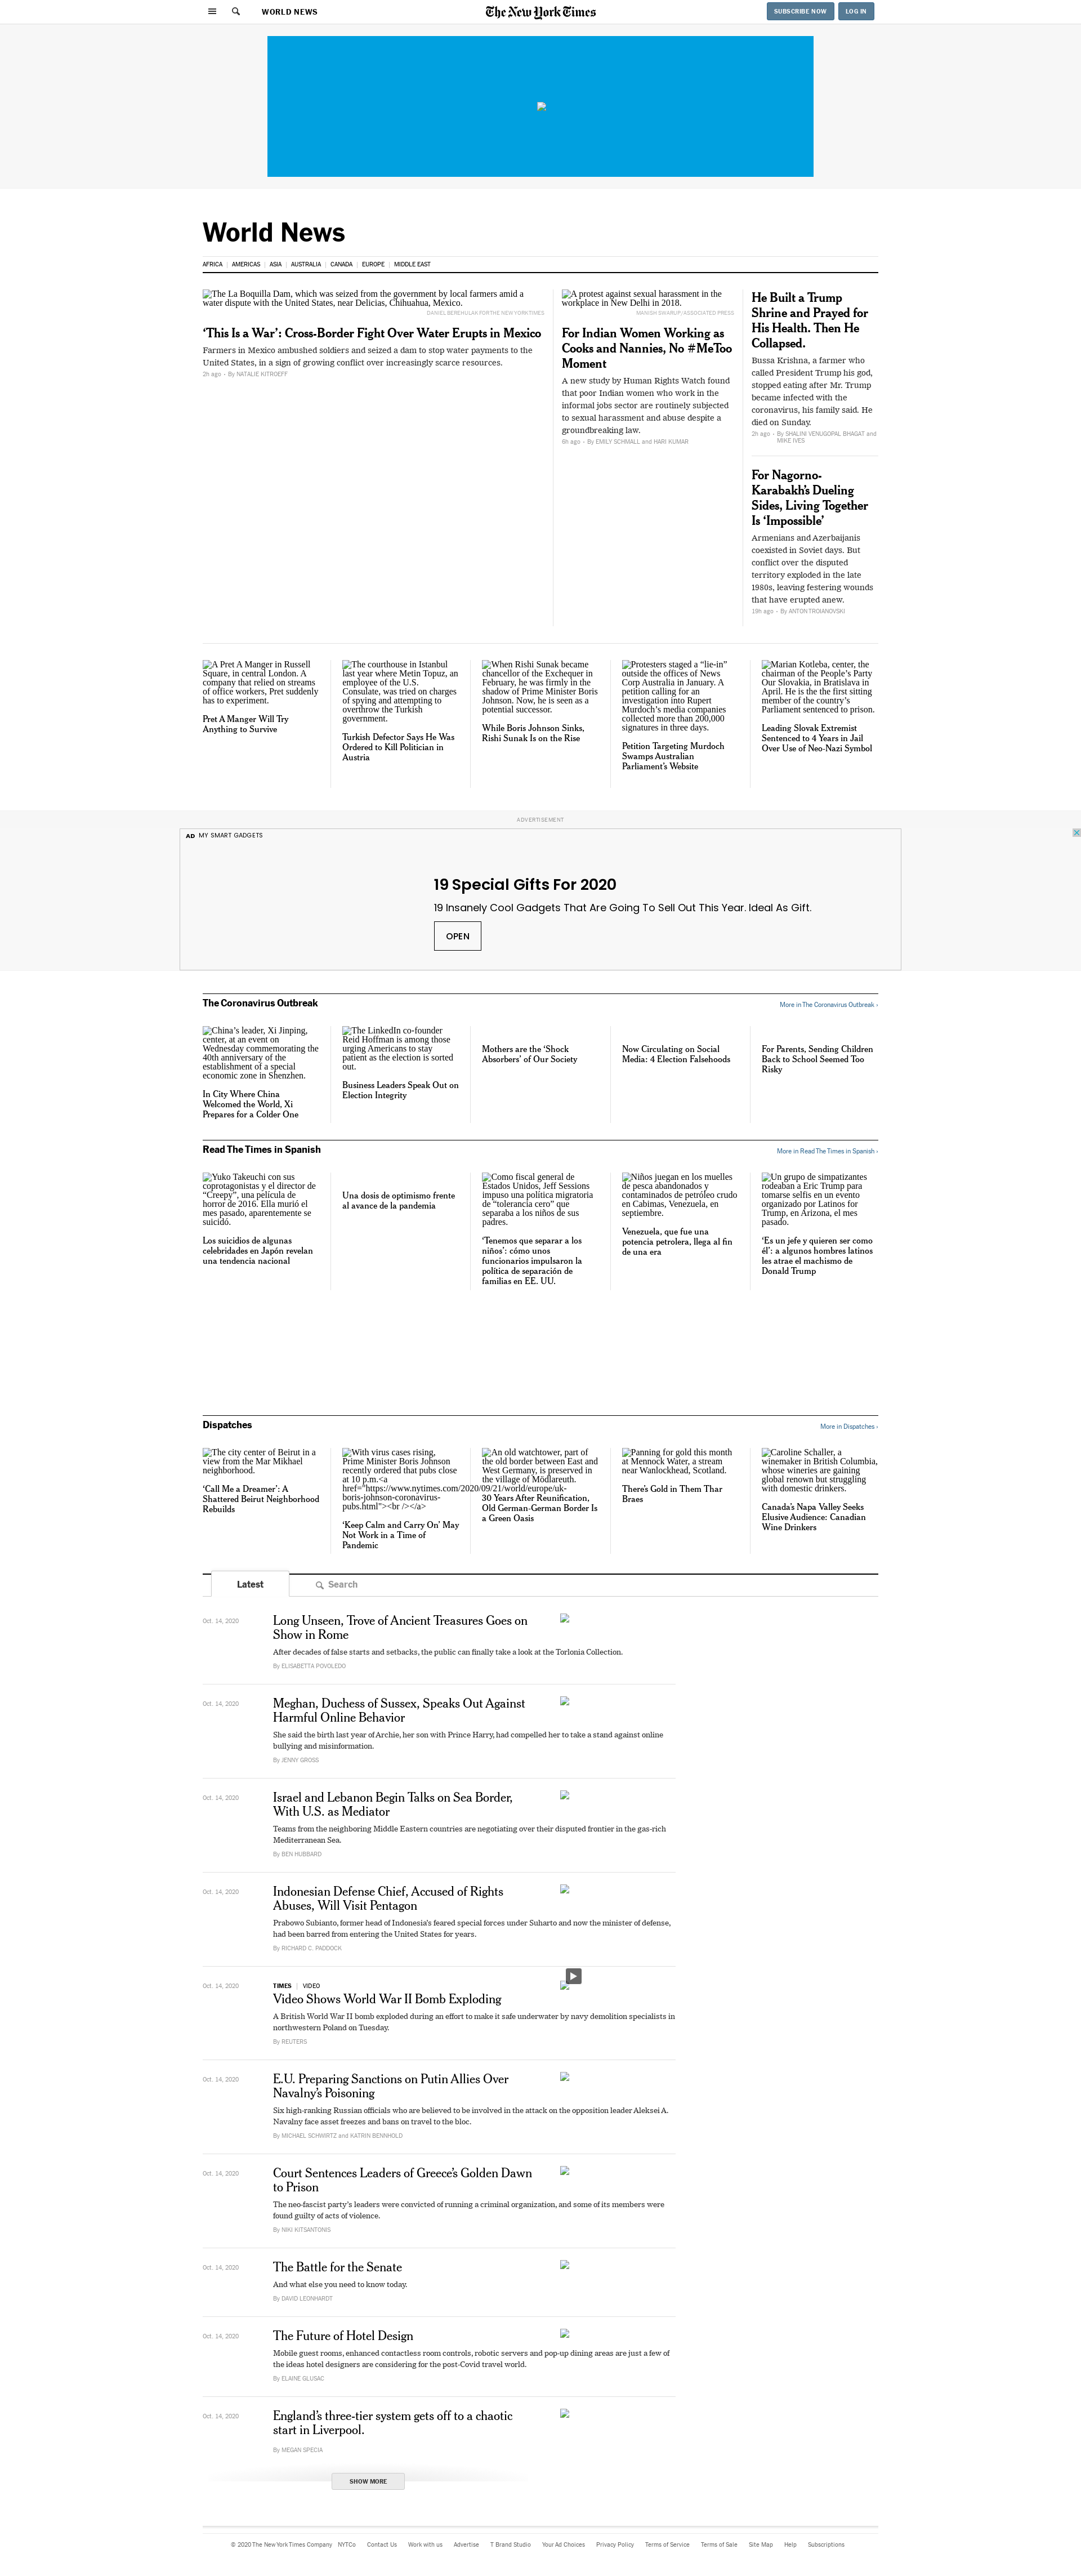 WORLD NEWS
The New York Times
SUBSCRIBE NOW
LOG IN
World News
AFRICA | AMERICAS | ASIA | AUSTRALIA | CANADA | EUROPE | MIDDLE EAST
The La Boquilla Dam, which was seized from the government by local farmers amid a
water dispute with the United States, near Delicias, Chihuahua, Mexico.
DANIEL BEREHULAK FOR THE NEW YORK TIMES
‘This Is a War’: Cross-Border Fight Over Water Erupts in Mexico
Farmers in Mexico ambushed soldiers and seized a dam to stop water payments to the
United States, in a sign of growing conflict over increasingly scarce resources.
2h ago • By NATALIE KITROEFF
A protest against sexual harassment in the
workplace in New Delhi in 2018.
MANISH SWARUP/ASSOCIATED PRESS
For Indian Women Working as
Cooks and Nannies, No #MeToo
Moment
A new study by Human Rights Watch found
that poor Indian women who work in the
informal jobs sector are routinely subjected
to sexual harassment and abuse despite a
groundbreaking law.
6h ago • By EMILY SCHMALL and HARI KUMAR
He Built a Trump
Shrine and Prayed for
His Health. Then He
Collapsed.
Bussa Krishna, a farmer who
called President Trump his god,
stopped eating after Mr. Trump
became infected with the
coronavirus, his family said. He
died on Sunday.
2h ago • By SHALINI VENUGOPAL BHAGAT and
MIKE IVES
For Nagorno-
Karabakh’s Dueling
Sides, Living Together
Is ‘Impossible’
Armenians and Azerbaijanis
coexisted in Soviet days. But
conflict over the disputed
territory exploded in the late
1980s, leaving festering wounds
that have erupted anew.
19h ago • By ANTON TROIANOVSKI
A Pret A Manger in Russell
Square, in central London. A
company that relied on streams
of office workers, Pret suddenly
has to experiment.
Pret A Manger Will Try
Anything to Survive
The courthouse in Istanbul
last year where Metin Topuz, an
employee of the U.S.
Consulate, was tried on charges
of spying and attempting to
overthrow the Turkish
government.
Turkish Defector Says He Was
Ordered to Kill Politician in
Austria
When Rishi Sunak became
chancellor of the Exchequer in
February, he was firmly in the
shadow of Prime Minister Boris
Johnson. Now, he is seen as a
potential successor.
While Boris Johnson Sinks,
Rishi Sunak Is on the Rise
Protesters staged a “lie-in”
outside the offices of News
Corp Australia in January. A
petition calling for an
investigation into Rupert
Murdoch’s media companies
collected more than 200,000
signatures in three days.
Petition Targeting Murdoch
Swamps Australian
Parliament’s Website
Marian Kotleba, center, the
chairman of the People’s Party
Our Slovakia, in Bratislava in
April. He is the the first sitting
member of the country’s
Parliament sentenced to prison.
Leading Slovak Extremist
Sentenced to 4 Years in Jail
Over Use of Neo-Nazi Symbol
ADVERTISEMENT
AD MY SMART GADGETS
19 Special Gifts For 2020
19 Insanely Cool Gadgets That Are Going To Sell Out This Year. Ideal As Gift.
OPEN
The Coronavirus Outbreak
More in The Coronavirus Outbreak ›
China’s leader, Xi Jinping,
center, at an event on
Wednesday commemorating the
40th anniversary of the
establishment of a special
economic zone in Shenzhen.
In City Where China
Welcomed the World, Xi
Prepares for a Colder One
The LinkedIn co-founder
Reid Hoffman is among those
urging Americans to stay
patient as the election is sorted
out.
Business Leaders Speak Out on
Election Integrity
Mothers are the ‘Shock
Absorbers’ of Our Society
Now Circulating on Social
Media: 4 Election Falsehoods
For Parents, Sending Children
Back to School Seemed Too
Risky
Read The Times in Spanish
More in Read The Times in Spanish ›
Yuko Takeuchi con sus
coprotagonistas y el director de
“Creepy”, una película de
horror de 2016. Ella murió el
mes pasado, aparentemente se
suicidó.
Los suicidios de algunas
celebridades en Japón revelan
una tendencia nacional
Una dosis de optimismo frente
al avance de la pandemia
Como fiscal general de
Estados Unidos, Jeff Sessions
impuso una política migratoria
de “tolerancia cero” que
separaba a los niños de sus
padres.
‘Tenemos que separar a los
niños’: cómo unos
funcionarios impulsaron la
política de separación de
familias en EE. UU.
Niños juegan en los muelles
de pesca abandonados y
contaminados de petróleo crudo
en Cabimas, Venezuela, en
septiembre.
Venezuela, que fue una
potencia petrolera, llega al fin
de una era
Un grupo de simpatizantes
rodeaban a Eric Trump para
tomarse selfis en un evento
organizado por Latinos for
Trump, en Arizona, el mes
pasado.
‘Es un jefe y quieren ser como
él’: a algunos hombres latinos
les atrae el machismo de
Donald Trump
Dispatches
More in Dispatches ›
The city center of Beirut in a
view from the Mar Mikhael
neighborhood.
‘Call Me a Dreamer’: A
Shattered Beirut Neighborhood
Rebuilds
With virus cases rising,
Prime Minister Boris Johnson
recently ordered that pubs close
at 10 p.m.<a
href="https://www.nytimes.com/2020/09/21/world/europe/uk-
boris-johnson-coronavirus-
pubs.html"><br /></a>
‘Keep Calm and Carry On’ May
Not Work in a Time of
Pandemic
An old watchtower, part of
the old border between East and
West Germany, is preserved in
the village of Mödlareuth.
30 Years After Reunification,
Old German-German Border Is
a Green Oasis
Panning for gold this month
at Mennock Water, a stream
near Wanlockhead, Scotland.
There’s Gold in Them Thar
Braes
Caroline Schaller, a
winemaker in British Columbia,
whose wineries are gaining
global renown but struggling
with domestic drinkers.
Canada’s Napa Valley Seeks
Elusive Audience: Canadian
Wine Drinkers
Latest
Search
Oct. 14, 2020
Long Unseen, Trove of Ancient Treasures Goes on
Show in Rome
After decades of false starts and setbacks, the public can finally take a look at the Torlonia Collection.
By ELISABETTA POVOLEDO
Oct. 14, 2020
Meghan, Duchess of Sussex, Speaks Out Against
Harmful Online Behavior
She said the birth last year of Archie, her son with Prince Harry, had compelled her to take a stand against online
bullying and misinformation.
By JENNY GROSS
Oct. 14, 2020
Israel and Lebanon Begin Talks on Sea Border,
With U.S. as Mediator
Teams from the neighboring Middle Eastern countries are negotiating over their disputed frontier in the gas-rich
Mediterranean Sea.
By BEN HUBBARD
Oct. 14, 2020
Indonesian Defense Chief, Accused of Rights
Abuses, Will Visit Pentagon
Prabowo Subianto, former head of Indonesia’s feared special forces under Suharto and now the minister of defense,
had been barred from entering the United States for years.
By RICHARD C. PADDOCK
Oct. 14, 2020
TIMES | VIDEO
Video Shows World War II Bomb Exploding
A British World War II bomb exploded during an effort to make it safe underwater by navy demolition specialists in
northwestern Poland on Tuesday.
By REUTERS
Oct. 14, 2020
E.U. Preparing Sanctions on Putin Allies Over
Navalny’s Poisoning
Six high-ranking Russian officials who are believed to be involved in the attack on the opposition leader Aleksei A.
Navalny face asset freezes and bans on travel to the bloc.
By MICHAEL SCHWIRTZ and KATRIN BENNHOLD
Oct. 14, 2020
Court Sentences Leaders of Greece’s Golden Dawn
to Prison
The neo-fascist party’s leaders were convicted of running a criminal organization, and some of its members were
found guilty of acts of violence.
By NIKI KITSANTONIS
Oct. 14, 2020
The Battle for the Senate
And what else you need to know today.
By DAVID LEONHARDT
Oct. 14, 2020
The Future of Hotel Design
Mobile guest rooms, enhanced contactless room controls, robotic servers and pop-up dining areas are just a few of
the ideas hotel designers are considering for the post-Covid travel world.
By ELAINE GLUSAC
Oct. 14, 2020
England’s three-tier system gets off to a chaotic
start in Liverpool.
By MEGAN SPECIA
SHOW MORE
© 2020 The New York Times Company NYTCo Contact Us Work with us Advertise T Brand Studio Your Ad Choices Privacy Policy Terms of Service Terms of Sale Site Map Help Subscriptions